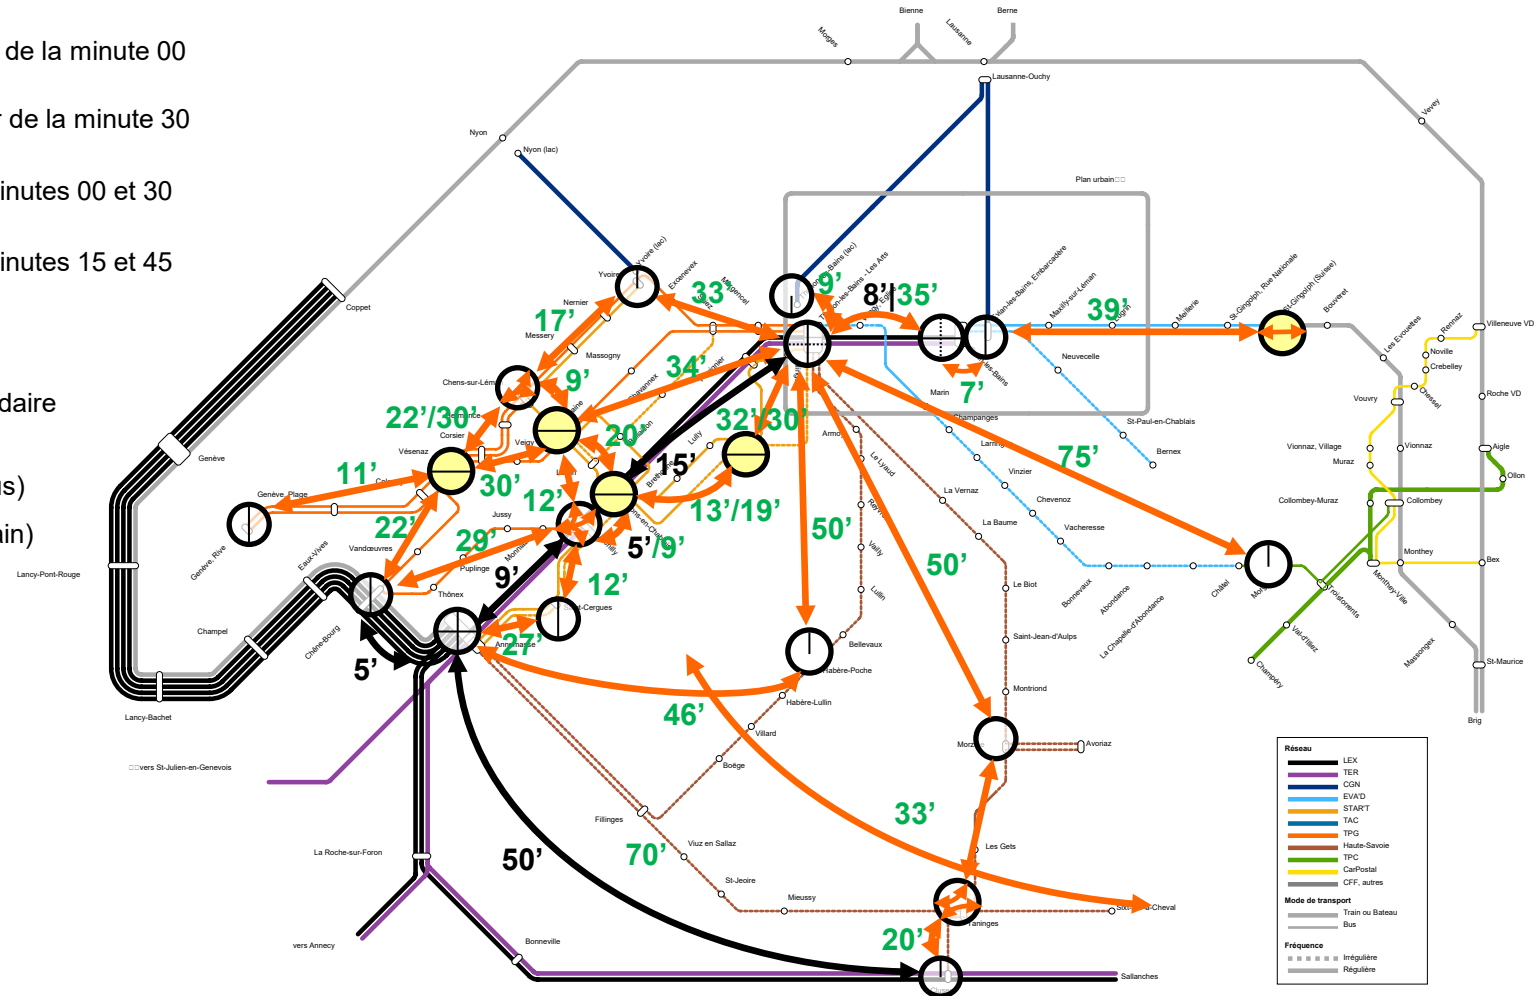 de la minute 00
de la minute 30
inutes 00 et 30
inutes 15 et 45
daire
us)
ain)
Bienne
Berne
Morges
Lausanne
Lausanne-Ouchy
Vevey
Nyon
Nyon (lac)
Plan urbain
Yvoire (lac)
Excenevex
Nernier
Messery
Massogny
Chens-sur-Lém
Corsier
Vésenaz
Veigy
Genève, Plage
Genève, Rive
Coppet
Genève
Lancy-Pont-Rouge
Lancy-Bachet
Champel
Eaux-Vives
Chêne-Bourg
Vandœuvres
Thônex
Puplinge
Jussy
Lully
Maxilly-sur-Léman
Lugrin
Meillerie
St-Gingolph, Rue Nationale
St-Gingolph (Suisse)
Bouveret
Les Evouettes
Rennaz
Villeneuve VD
Noville
Crebelley
Chessel
Vouvry
Roche VD
Vionnaz, Village
Vionnaz
Muraz
Aigle
Ollon
Collombey-Muraz
Collombey
Monthey
Monthey-Ville
Bex
Troistorrents
Val-d'Illiez
Champéry
Massongex
St-Maurice
Brig
Neuvecelle
St-Paul-en-Chablais
Bernex
Marin
Champanges
Larring
Vinzier
Chevenoz
Vacheresse
Bonnevaux
Abondance
La Chapelle-d'Abondance
Châtel
Armoy
Le Lyaud
Reyvroz
Vailly
Lullin
Bellevaux
Habère-Poche
Habère-Lullin
Villard
Boëge
Fillinges
Viuz en Sallaz
St-Jeoire
Mieussy
Taninges
La Vernaz
La Baume
Le Biot
Saint-Jean-d'Aulps
Montriond
Avoriaz
Les Gets
vers St-Julien-en-Genevois
La Roche-sur-Foron
vers Annecy
Bonneville
Sallanches
33’
9’
8’|35’
39’
7’
17’
9’
34’
22’/30’
20’
32’/30’
15’
11’
30’
12’
13’/19’
22’
29’
5’/9’
9’
12’
27’
5’
50’
50’
75’
46’
33’
70’
50’
20’
Réseau
LEX
TER
CGN
EVA'D
STAR'T
TAC
TPG
Haute-Savoie
TPC
CarPostal
CFF, autres
Mode de transport
Train ou Bateau
Bus
Fréquence
Irrégulière
Régulière